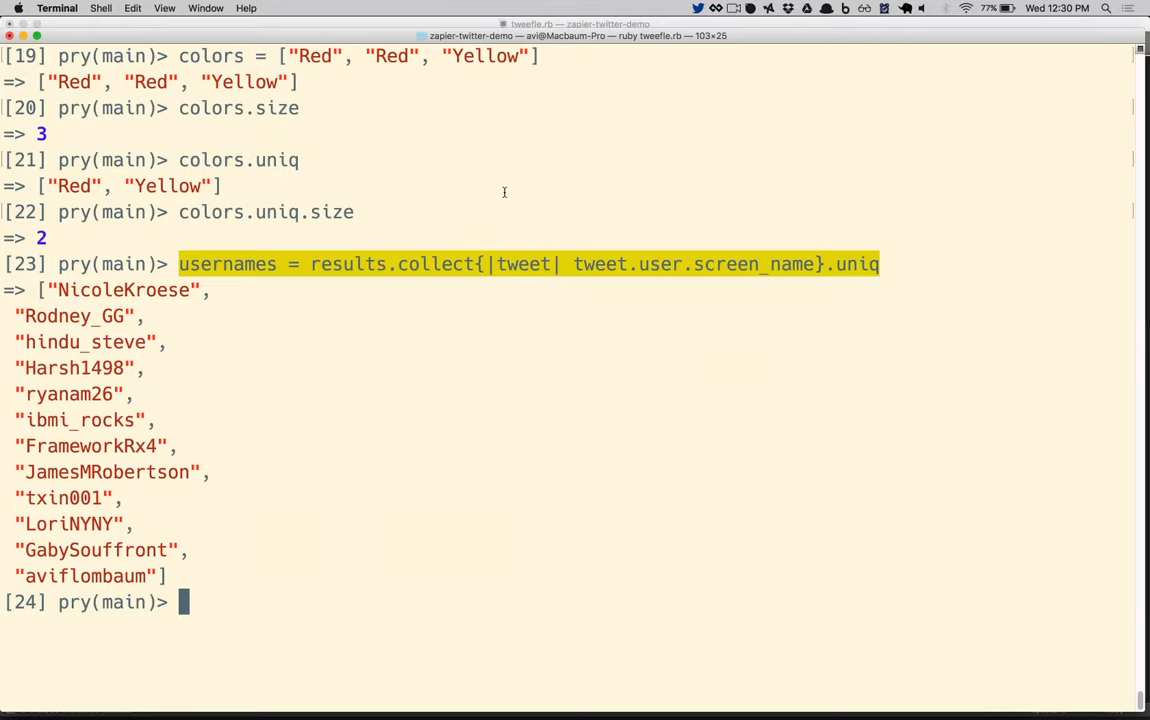 Terminal Shell Edit View Window Help 77% Wed 12:30 PM
tweefle.rb — zapier-twitter-demo
zapier-twitter-demo — avi@Macbaum-Pro — ruby tweefle.rb — 103×25
[19] pry(main)> colors = ["Red", "Red", "Yellow"]
=> ["Red", "Red", "Yellow"]
[20] pry(main)> colors.size
=> 3
[21] pry(main)> colors.uniq
=> ["Red", "Yellow"]
[22] pry(main)> colors.uniq.size
=> 2
[23] pry(main)> usernames = results.collect{|tweet| tweet.user.screen_name}.uniq
=> ["NicoleKroese",
"Rodney_GG",
"hindu_steve",
"Harsh1498",
"ryanam26",
"ibmi_rocks",
"FrameworkRx4",
"JamesMRobertson",
"txin001",
"LoriNYNY",
"GabySouffront",
"aviflombaum"]
[24] pry(main)>